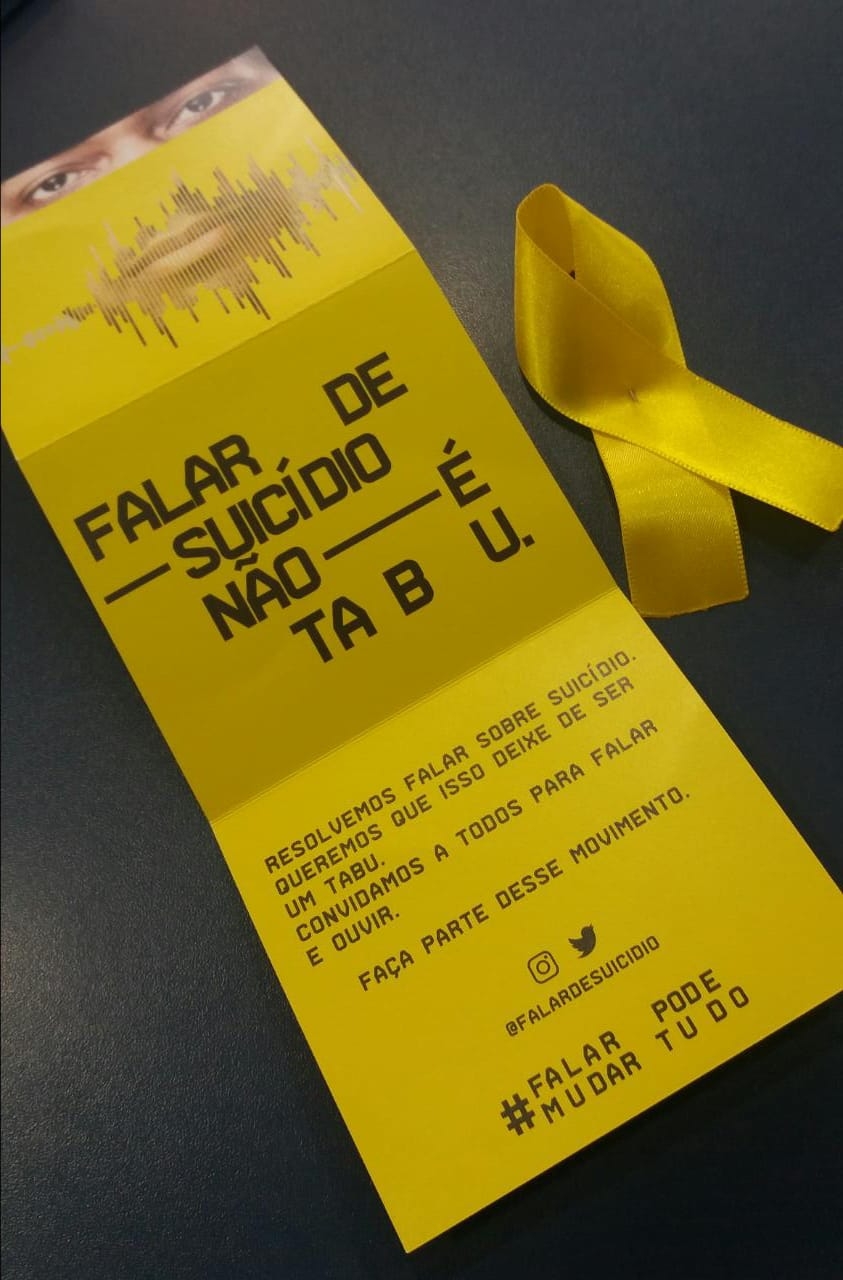 FALAR DE
—SUICÍDIO
NÃO—É
TABU.
RESOLVEMOS FALAR SOBRE SUICÍDIO.
QUEREMOS QUE ISSO DEIXE DE SER
UM TABU.
CONVIDAMOS A TODOS PARA FALAR
E OUVIR.
FAÇA PARTE DESSE MOVIMENTO.
@FALARDESUICIDIO
#FALAR PODE
MUDAR TUDO